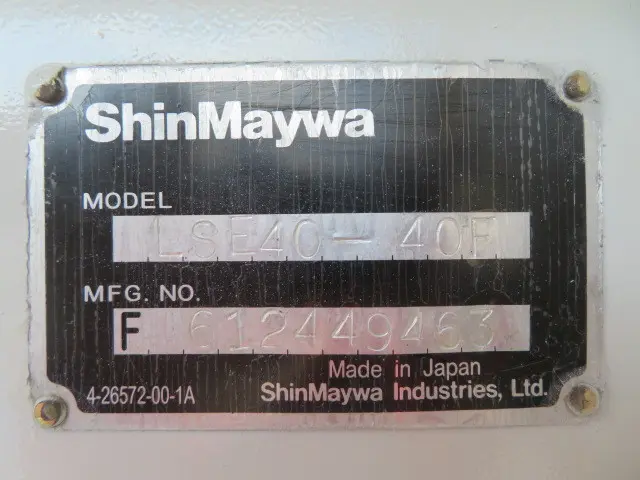 ShinMaywa
MODEL
LSE40-40F
MFG. NO.
F 612449463
Made in Japan
4-26572-00-1A
ShinMaywa Industries, Ltd.